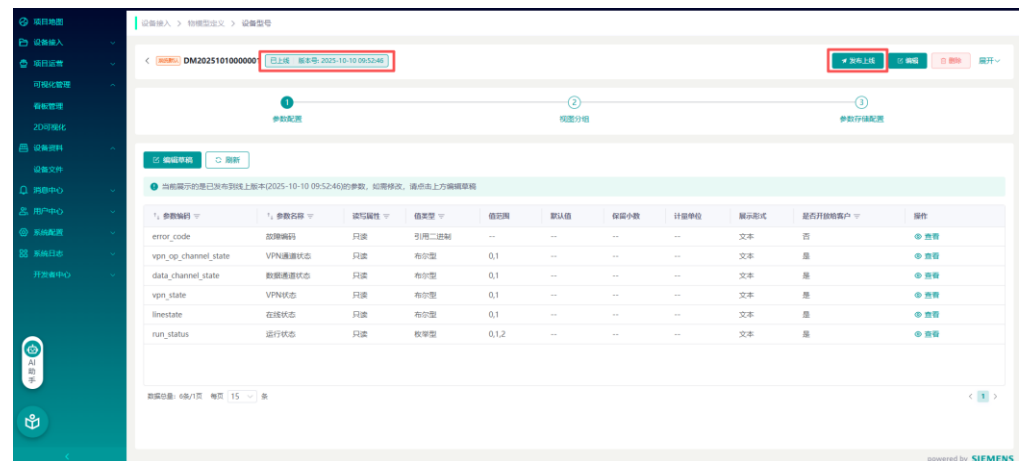 项目地图
设备接入
项目运营
可视化管理
看板管理
2D可视化
设备资料
设备文件
消息中心
用户中心
系统配置
系统日志
开发者中心
AI
助
手
设备接入 > 物模型定义 > 设备型号
DM20251010000001 已上线 版本号: 2025-10-10 09:52:46 发布上线 编辑 删除 展开
1 2 3
参数配置 视图分组 参数存储配置
编辑草稿 刷新
当前展示的是已发布到线上版本(2025-10-10 09:52:46)的参数，如需修改，请点击上方编辑草稿
参数编码 参数名称 读写属性 值类型 值范围 默认值 保留小数 计量单位 展示形式 是否开放给客户 操作
error_code 故障编码 只读 引用二进制 -- -- -- -- 文本 否 查看
vpn_op_channel_state VPN通道状态 只读 布尔型 0,1 -- -- -- 文本 是 查看
data_channel_state 数据通道状态 只读 布尔型 0,1 -- -- -- 文本 是 查看
vpn_state VPN状态 只读 布尔型 0,1 -- -- -- 文本 是 查看
linestate 在线状态 只读 布尔型 0,1 -- -- -- 文本 是 查看
run_status 运行状态 只读 枚举型 0,1,2 -- -- -- 文本 是 查看
数据总量: 6条/1页 每页 15 条 < 1 >
powered by SIEMENS